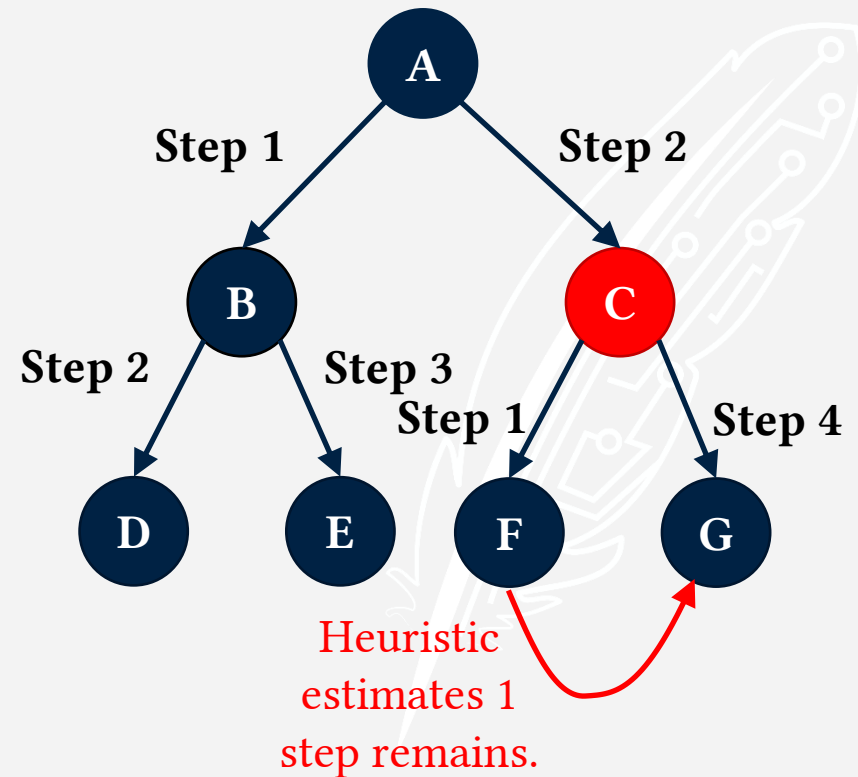 A
Step 1
Step 2
B
C
Step 2
Step 3
Step 1
Step 4
D
E
F
G
Heuristic
estimates 1
step remains.